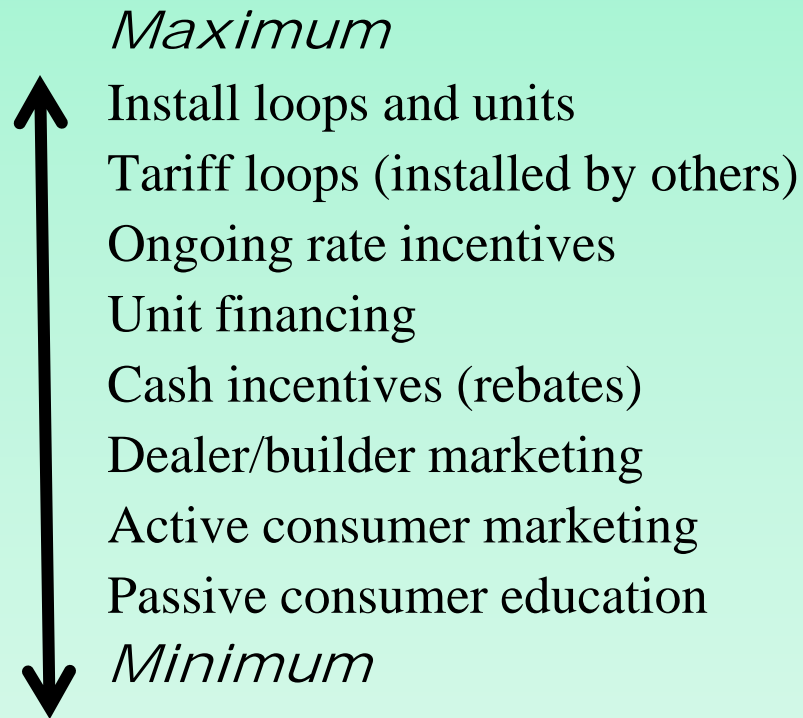 Maximum
Install loops and units
Tariff loops (installed by others)
Ongoing rate incentives
Unit financing
Cash incentives (rebates)
Dealer/builder marketing
Active consumer marketing
Passive consumer education
Minimum